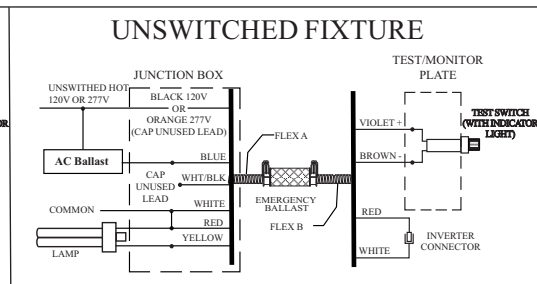 UNSWITCHED FIXTURE
TEST/MONITOR
PLATE
JUNCTION BOX
UNSWITHED HOT
120V OR 277V
BLACK 120V
OR
ORANGE 277V
(CAP UNUSED LEAD)
OR
TEST SWITCH
(WITH INDICATOR
LIGHT)
VIOLET +
FLEX A
AC Ballast
BLUE
BROWN -
CAP
UNUSED
LEAD
WHT/BLK
EMERGENCY
BALLAST
COMMON
WHITE
RED
RED
FLEX B
YELLOW
LAMP
INVERTER
CONNECTOR
WHITE